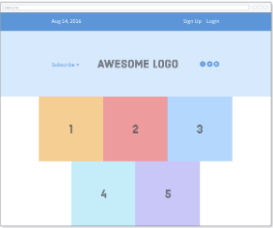 Aug 14, 2016 Sign Up Login
Subscribe ▾ AWESOME LOGO
1 2 3
4 5